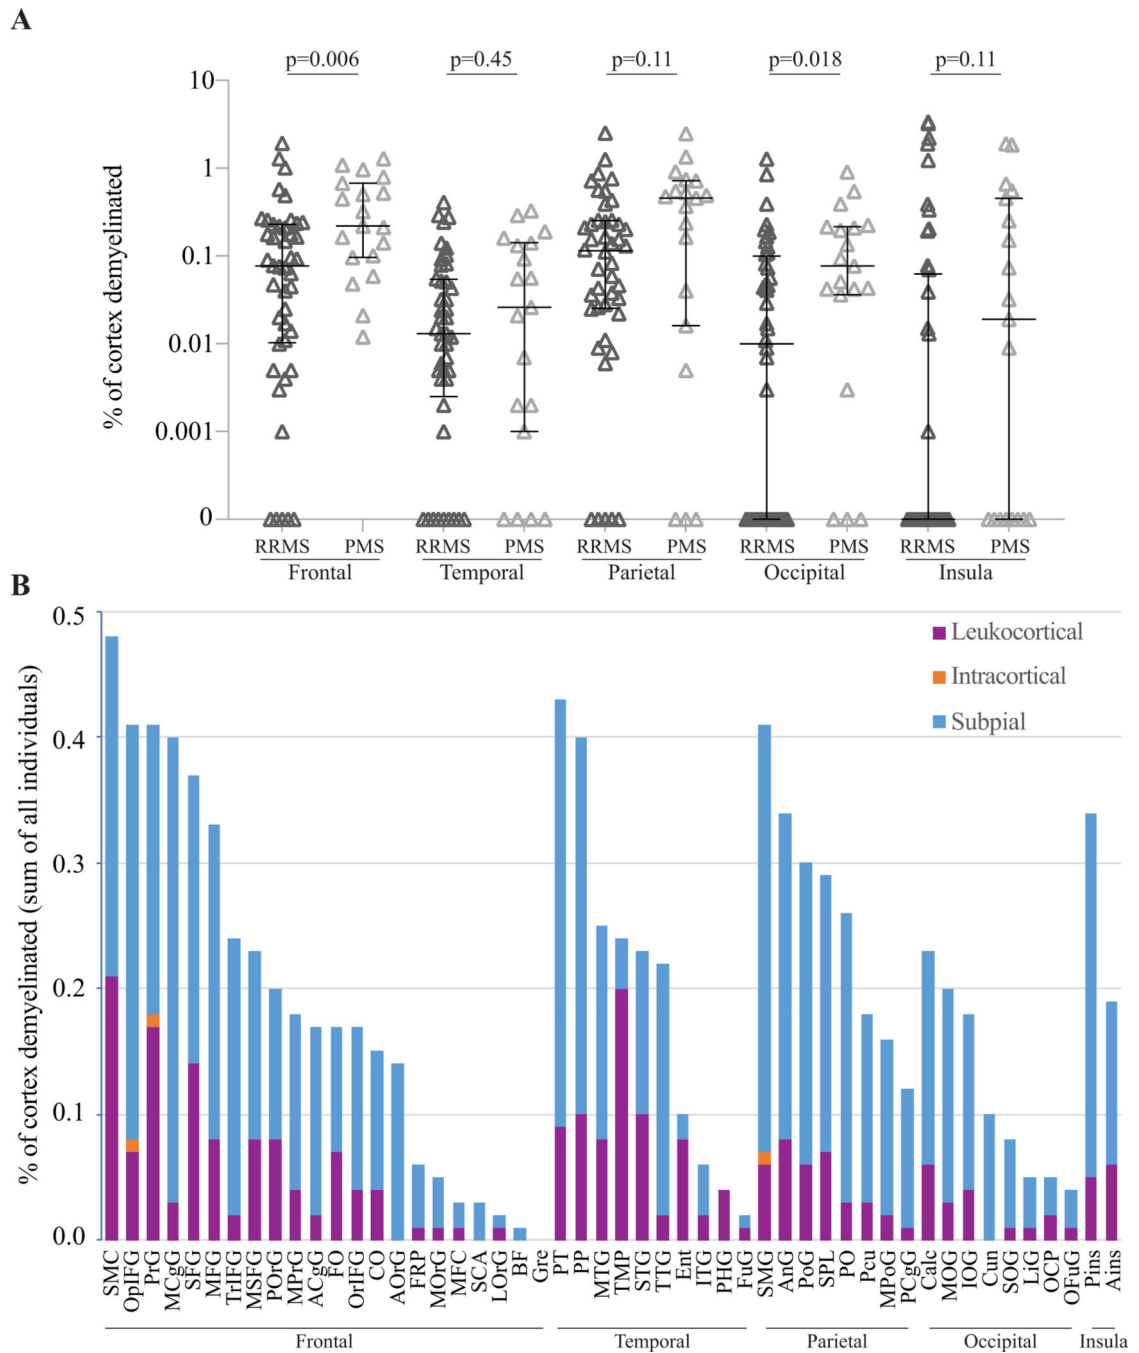 A
p=0.006 p=0.45 p=0.11 p=0.018 p=0.11
% of cortex demyelinated
10
1
0.1
0.01
0.001
0
RRMS PMS RRMS PMS RRMS PMS RRMS PMS RRMS PMS
Frontal Temporal Parietal Occipital Insula
B
% of cortex demyelinated (sum of all individuals)
0.5
0.4
0.3
0.2
0.1
0.0
Leukocortical
Intracortical
Subpial
SMC OpIFG PrG MCgG SFG MFG TrIFG MSFG POrG MPrG ACgG FO OrIFG CO AOrG FRP MOrG MFC SCA LOrG BF Gre PT PP MTG TMP STG TTG Ent ITG PHG FuG SMG AnG PoG SPL PO Pcu MPoG PCgG Calc MOG IOG Cun SOG LiG OCP OFuG Pins Ains
Frontal Temporal Parietal Occipital Insula